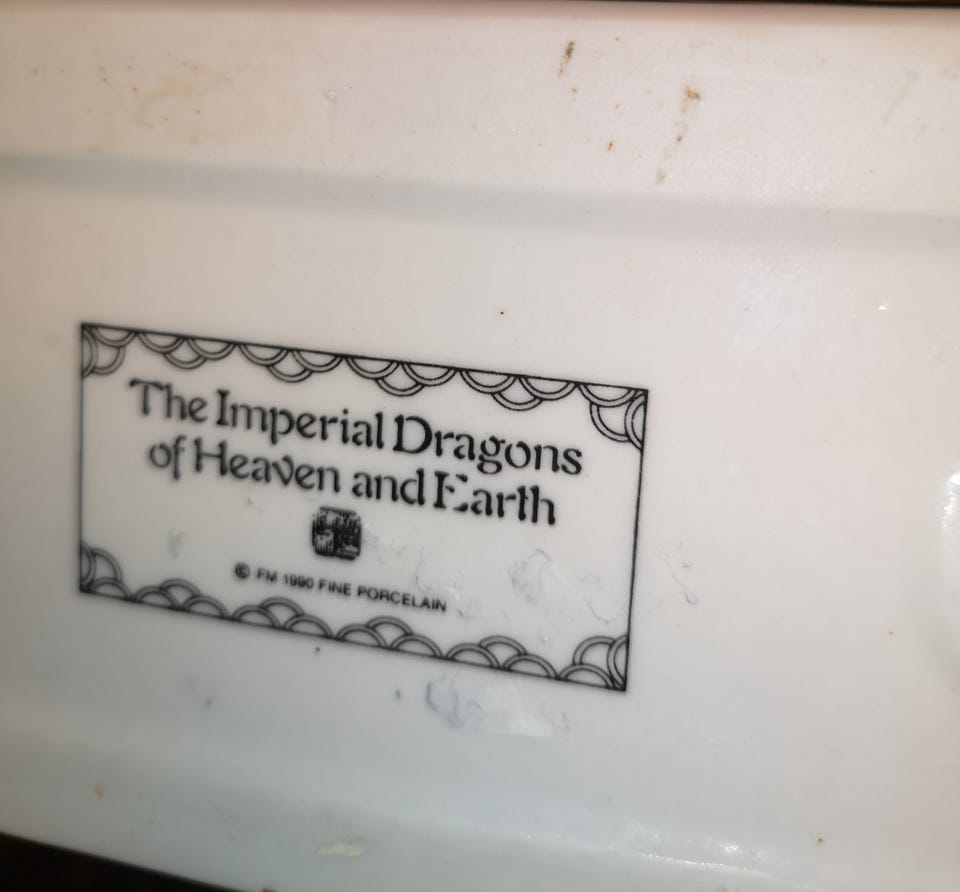 The Imperial Dragons
of Heaven and Earth
© FM 1990 FINE PORCELAIN